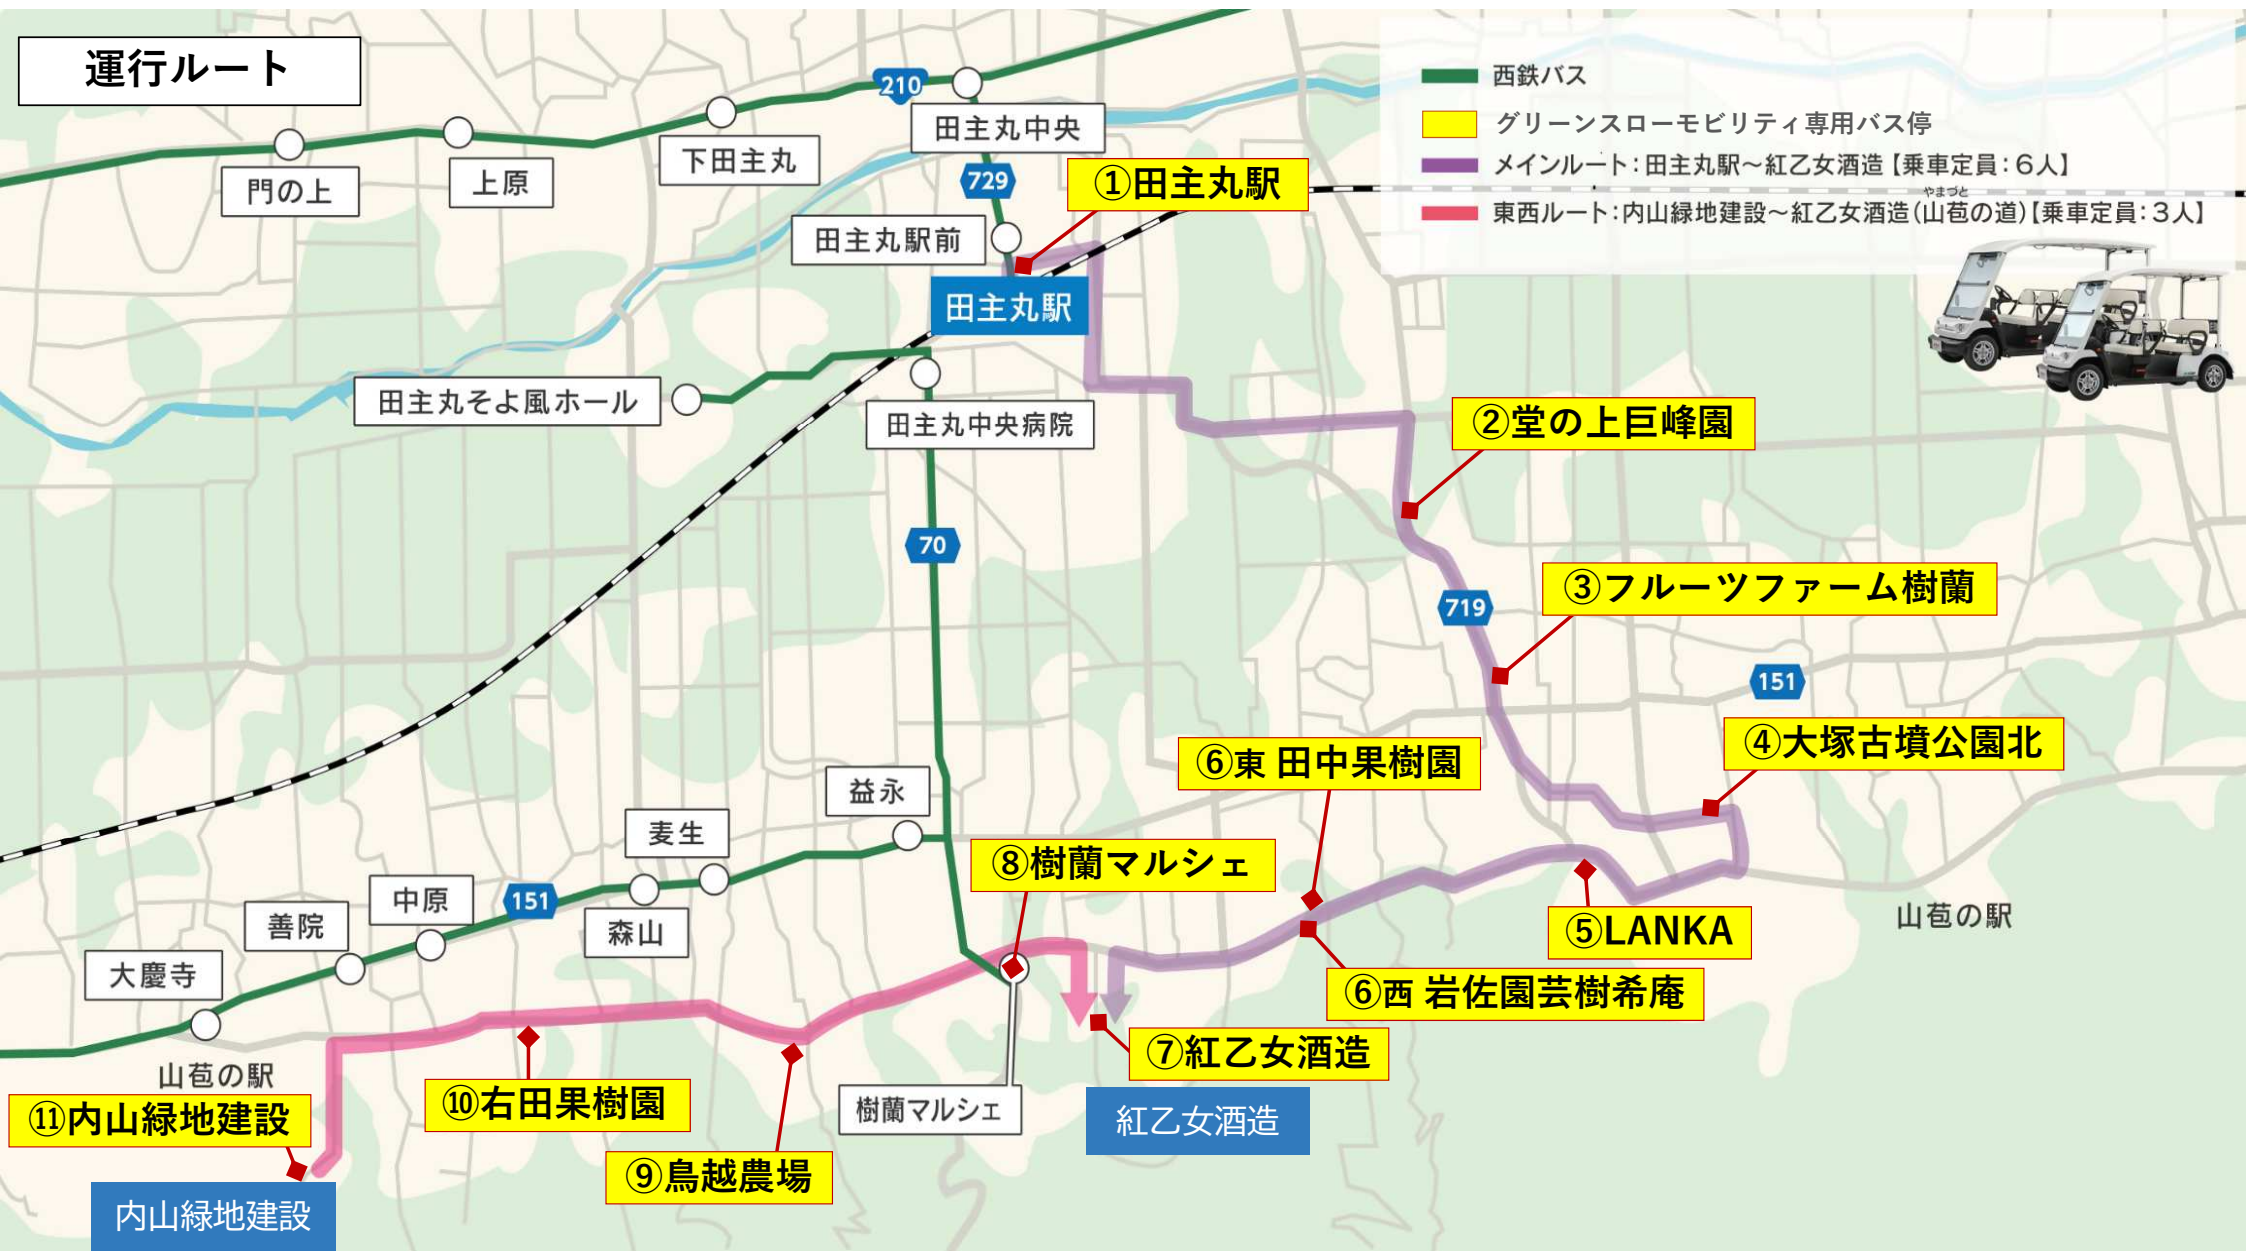 運行ルート
西鉄バス
グリーンスローモビリティ専用バス停
メインルート：田主丸駅～紅乙女酒造【乗車定員：6人】
やまづと
東西ルート：内山緑地建設～紅乙女酒造(山苞の道)【乗車定員：3人】
210
田主丸中央
下田主丸
門の上
上原
729
①田主丸駅
田主丸駅前
田主丸駅
田主丸そよ風ホール
田主丸中央病院
②堂の上巨峰園
70
③フルーツファーム樹蘭
719
151
④大塚古墳公園北
⑥東 田中果樹園
益永
麦生
⑧樹蘭マルシェ
中原
151
善院
森山
⑤LANKA
山苞の駅
大慶寺
⑥西 岩佐園芸樹希庵
⑦紅乙女酒造
山苞の駅
⑪内山緑地建設
⑩右田果樹園
樹蘭マルシェ
紅乙女酒造
⑨鳥越農場
内山緑地建設